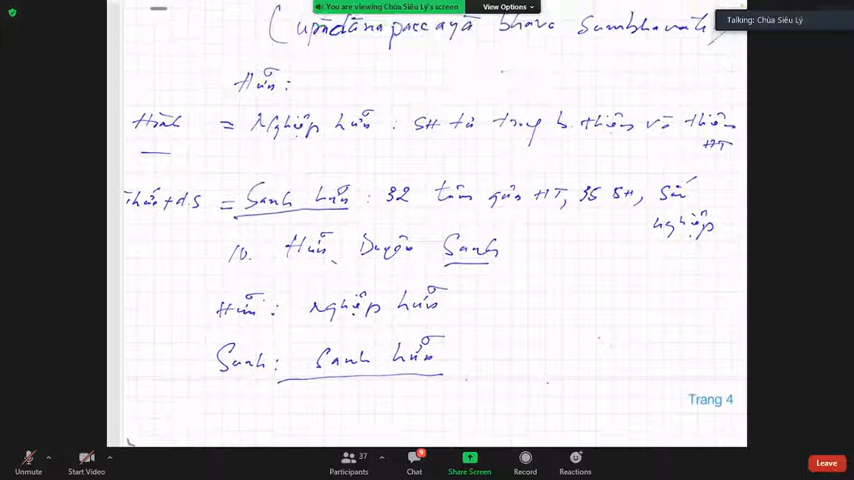 You are viewing Chùa Siêu Lý's screen
View Options
Talking: Chùa Siêu Lý
(upādānapaccayā bhavo sambhavati)
Hữu:
Hành = Nghiệp hữu: SH tư trong b. thiện và thiện
HT
Thức + d.S = Sanh hữu: 32 tâm quả HT, 35 SH, Sắc
nghiệp
10. Hữu Duyên Sanh
Hữu: Nghiệp hữu
Sanh: Sanh hữu
Trang 4
37
9
Unmute
Start Video
Participants
Chat
Share Screen
Record
Reactions
Leave